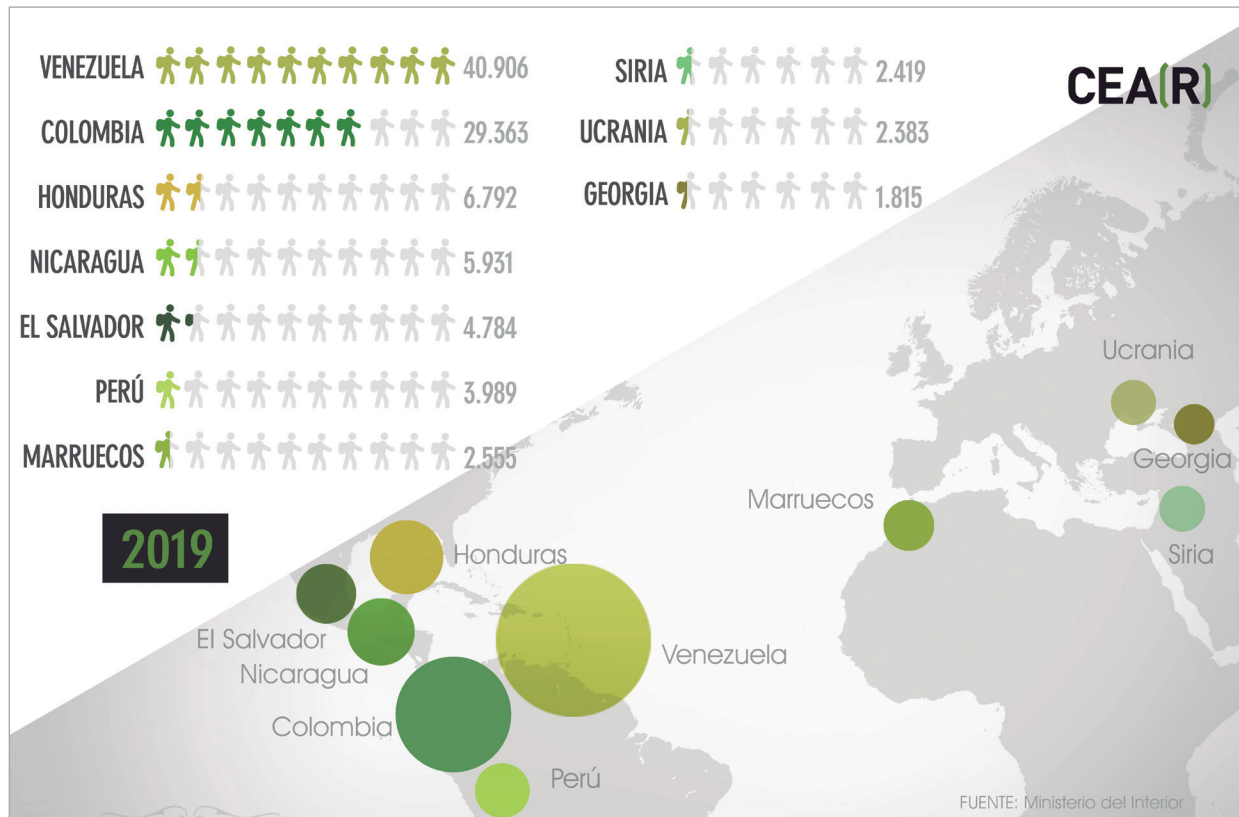 VENEZUELA 40.906
COLOMBIA 29.363
HONDURAS 6.792
NICARAGUA 5.931
EL SALVADOR 4.784
PERÚ 3.989
MARRUECOS 2.555
SIRIA 2.419
UCRANIA 2.383
GEORGIA 1.815
CEA(R)
2019
Ucrania
Georgia
Marruecos
Siria
Honduras
El Salvador
Nicaragua
Venezuela
Colombia
Perú
FUENTE: Ministerio del Interior